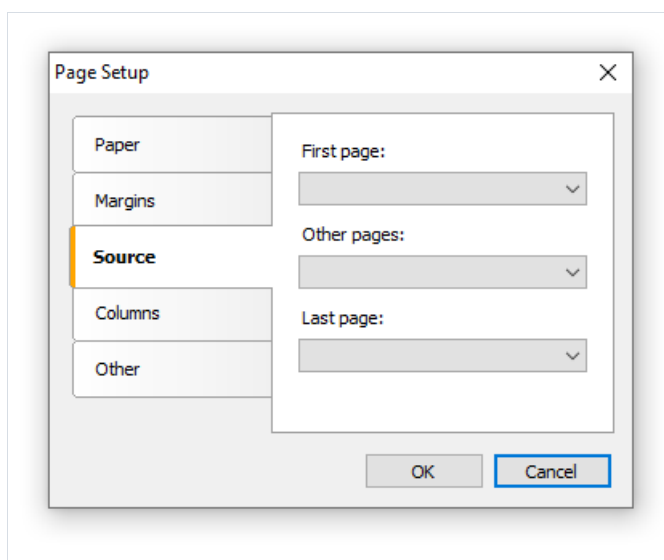 Page Setup
Paper
Margins
Source
Columns
Other
First page:
Other pages:
Last page:
OK
Cancel